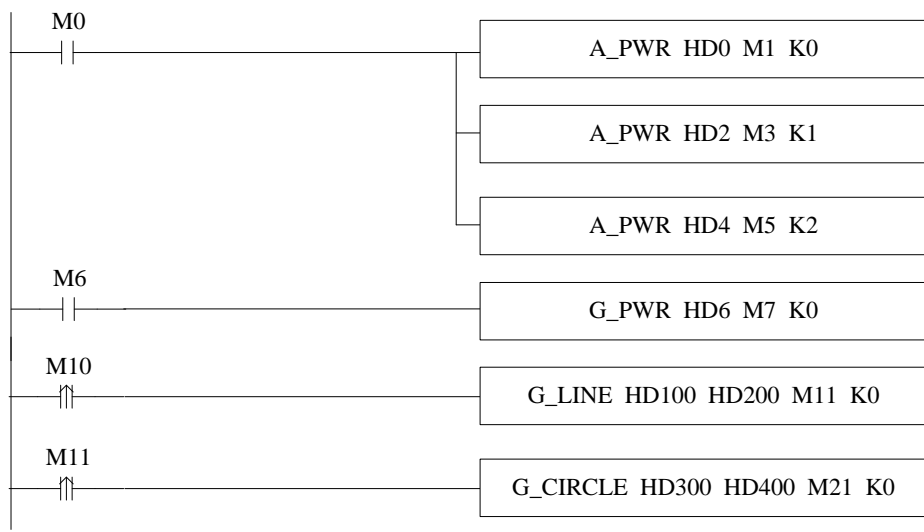 M0
A_PWR HD0 M1 K0
A_PWR HD2 M3 K1
A_PWR HD4 M5 K2
M6
G_PWR HD6 M7 K0
M10
G_LINE HD100 HD200 M11 K0
M11
G_CIRCLE HD300 HD400 M21 K0